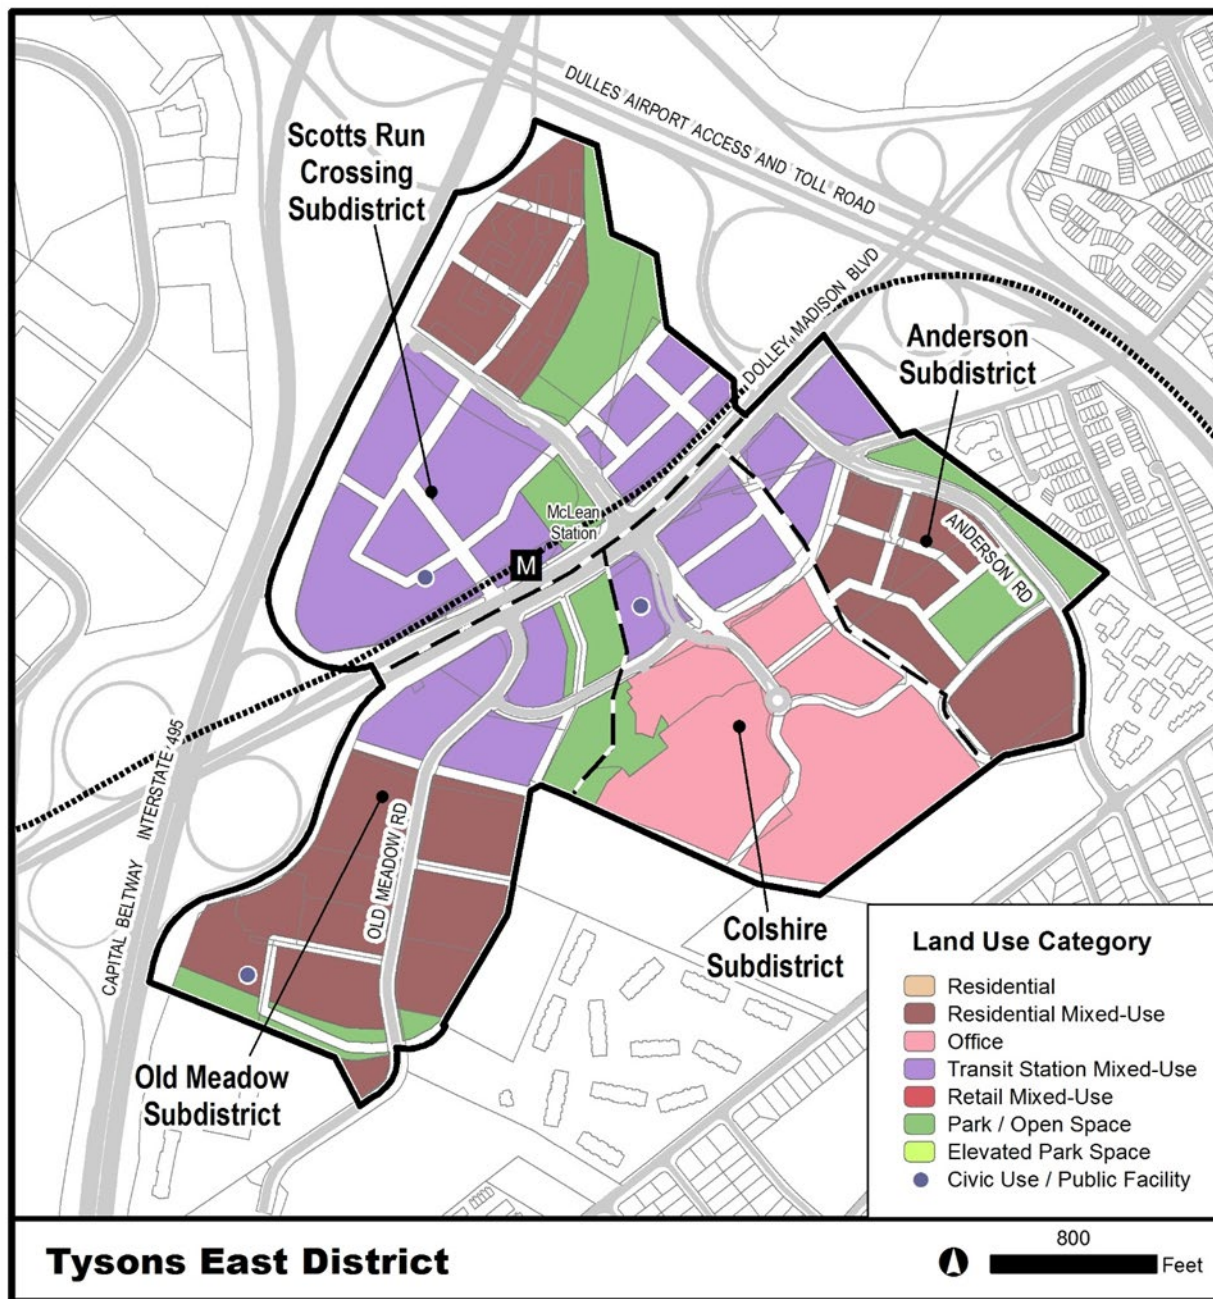 DULLES AIRPORT ACCESS AND TOLL ROAD
Scotts Run
Crossing
Subdistrict
DOLLEY MADISON BLVD
Anderson
Subdistrict
McLean
Station
M
ANDERSON RD
CAPITAL BELTWAY INTERSTATE 495
OLD MEADOW RD
Colshire
Subdistrict
Old Meadow
Subdistrict
Land Use Category
Residential
Residential Mixed-Use
Office
Transit Station Mixed-Use
Retail Mixed-Use
Park / Open Space
Elevated Park Space
Civic Use / Public Facility
Tysons East District
800
Feet